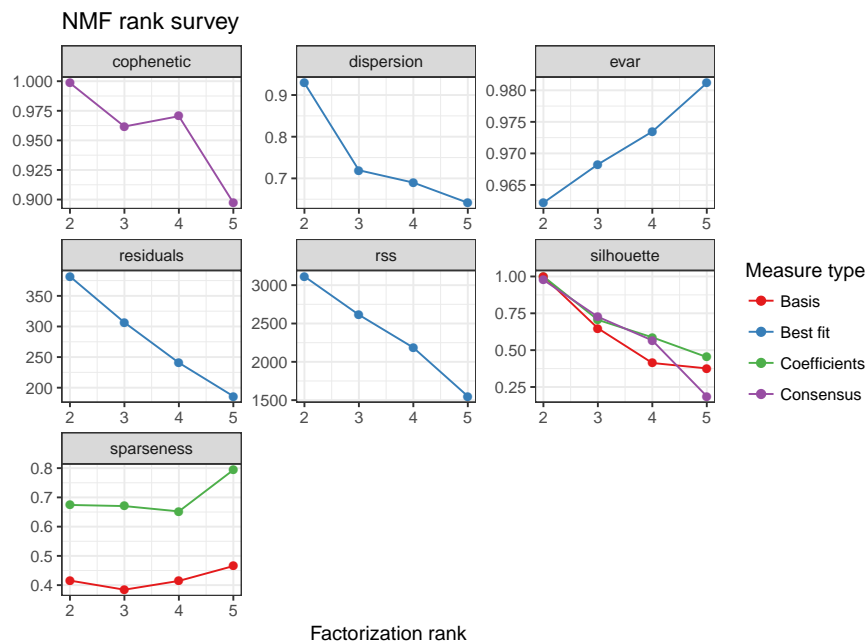 NMF rank survey
cophenetic
dispersion
evar
1.000
0.975
0.950
0.925
0.900
0.9
0.7
0.980
0.975
0.970
0.965
2 3 4 5
2 3 4 5
2 3 4 5
residuals
rss
silhouette
350
300
250
200
3000
2500
2000
1500
1.00
0.75
0.50
0.25
2 3 4 5
2 3 4 5
2 3 4 5
Measure type
Basis
Best fit
Coefficients
Consensus
sparseness
0.8
0.7
0.6
0.5
0.4
2 3 4 5
Factorization rank